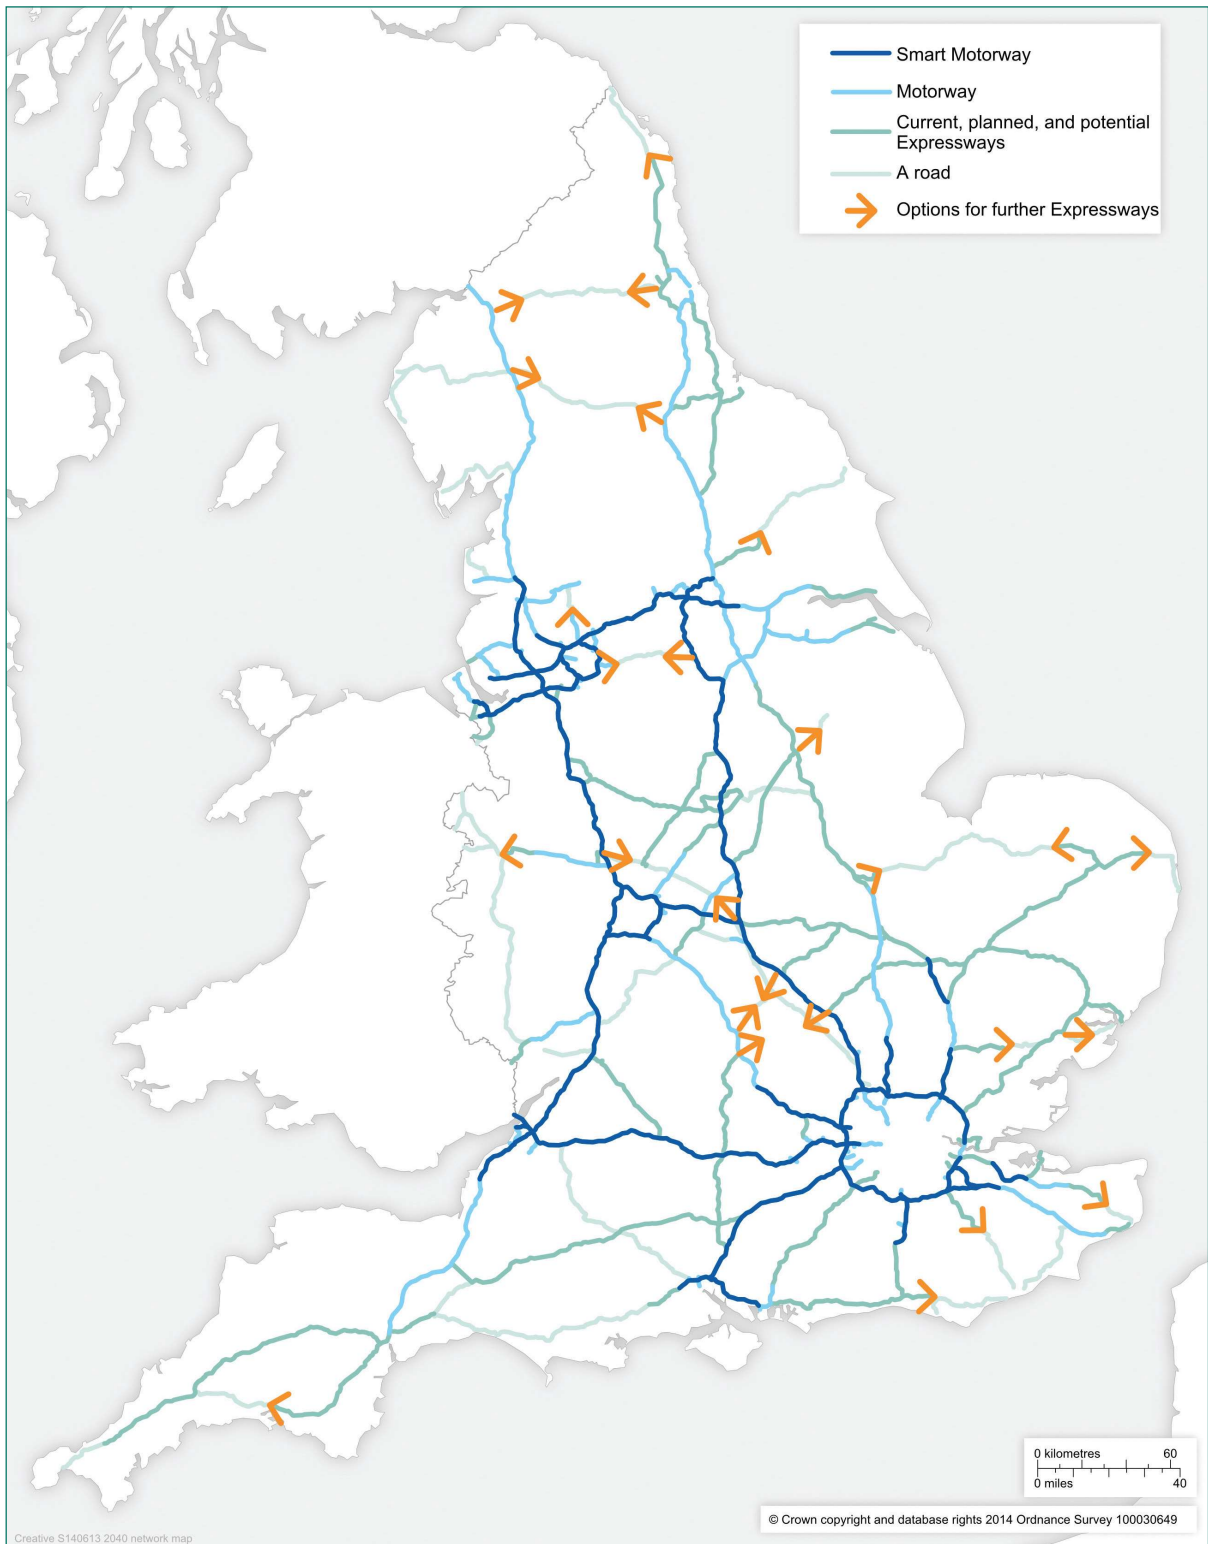 Smart Motorway
Motorway
Current, planned, and potential
Expressways
A road
Options for further Expressways
0 kilometres 60
0 miles 40
© Crown copyright and database rights 2014 Ordnance Survey 100030649
Creative S140613 2040 network map